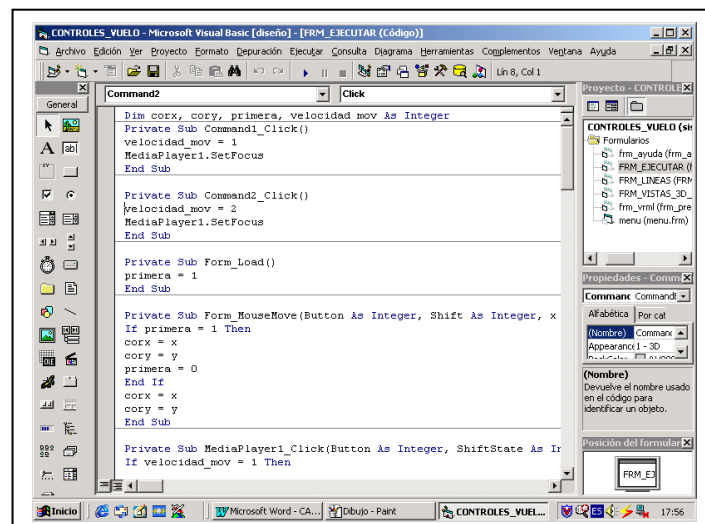 CONTROLES_VUELO - Microsoft Visual Basic [diseño] - [FRM_EJECUTAR (Código)]
Archivo Edición Ver Proyecto Formato Depuración Ejecutar Consulta Diagrama Herramientas Complementos Ventana Ayuda
Lín 8, Col 1
General
Command2 Click
Dim corx, cory, primera, velocidad_mov As Integer
Private Sub Command1_Click()
velocidad_mov = 1
MediaPlayer1.SetFocus
End Sub
Private Sub Command2_Click()
velocidad_mov = 2
MediaPlayer1.SetFocus
End Sub
Private Sub Form_Load()
primera = 1
End Sub
Private Sub Form_MouseMove(Button As Integer, Shift As Integer, x
If primera = 1 Then
corx = x
cory = y
primera = 0
End If
corx = x
cory = y
End Sub
Private Sub MediaPlayer1_Click(Button As Integer, ShiftState As In
If velocidad_mov = 1 Then
Proyecto - CONTROLE
CONTROLES_VUELO (sis
Formularios
frm_ayuda (frm_a
FRM_EJECUTAR (f
FRM_LINEAS (FRM
FRM_VISTAS_3D_
frm_vrml (frm_pre
menu (menu.frm)
Propiedades - Comm
Commanc Commandl
Alfabética Por cat
(Nombre) Commanc
Appearance 1 - 3D
(Nombre)
Devuelve el nombre usado
en el código para
identificar un objeto.
Posición del formular
FRM_EJ
Inicio Microsoft Word - CA... Dibujo - Paint CONTROLES_VUEL... ES 17:56